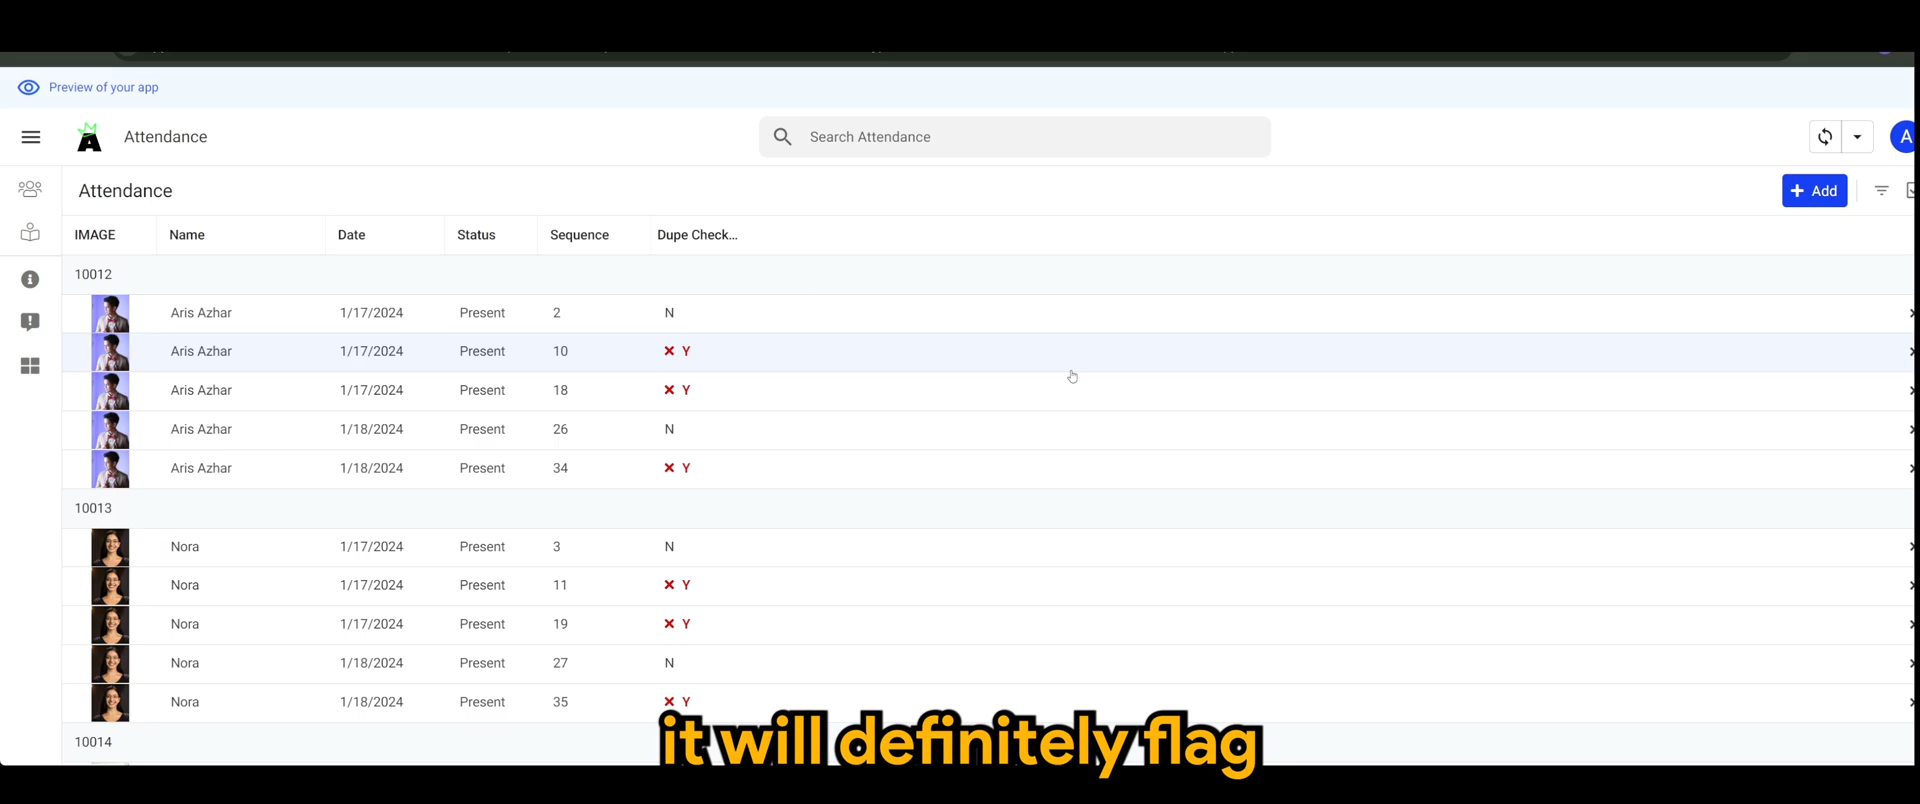 Preview of your app
Attendance
Search Attendance
A
Attendance
+ Add
IMAGE Name Date Status Sequence Dupe Check...
10012
Aris Azhar 1/17/2024 Present 2 N
Aris Azhar 1/17/2024 Present 10 ✕ Y
Aris Azhar 1/17/2024 Present 18 ✕ Y
Aris Azhar 1/18/2024 Present 26 N
Aris Azhar 1/18/2024 Present 34 ✕ Y
10013
Nora 1/17/2024 Present 3 N
Nora 1/17/2024 Present 11 ✕ Y
Nora 1/17/2024 Present 19 ✕ Y
Nora 1/18/2024 Present 27 N
Nora 1/18/2024 Present 35 ✕ Y
10014
it will definitely flag